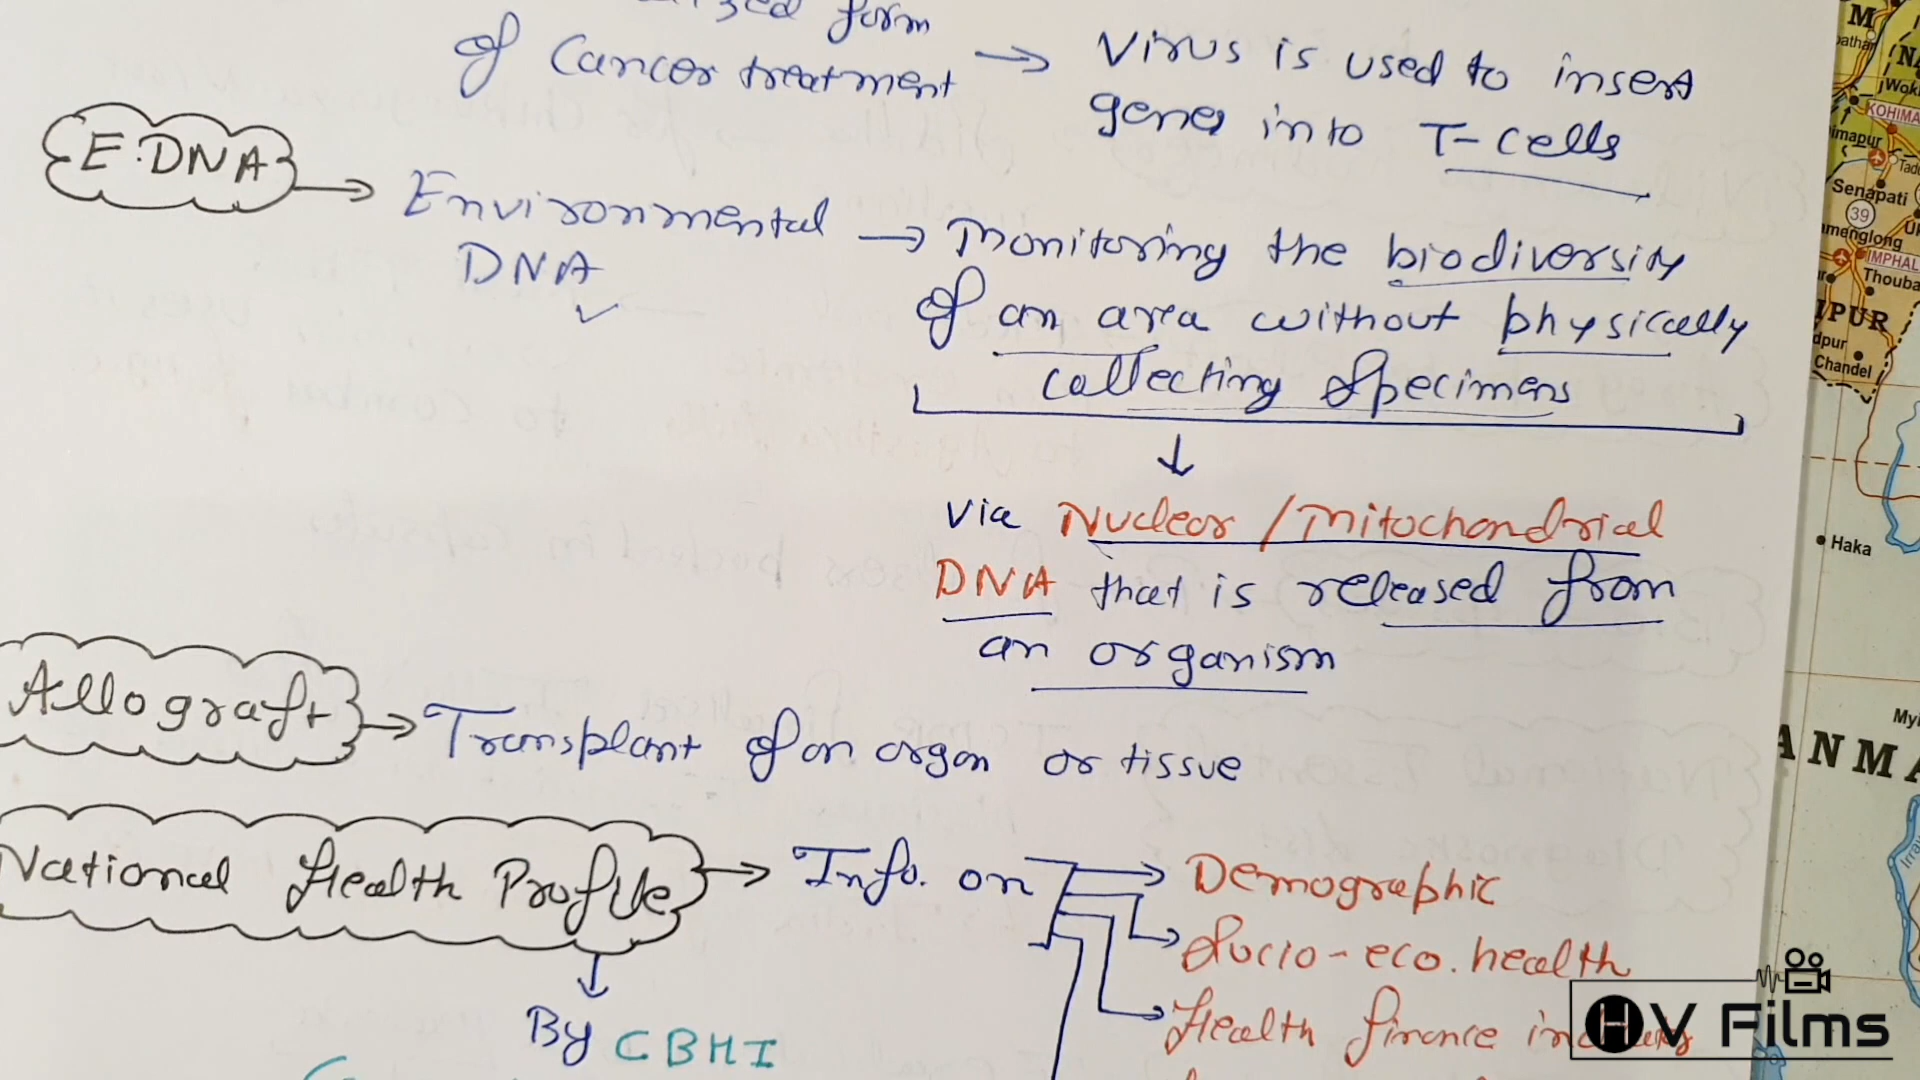 form
of Cancer treatment → Virus is used to insert
genes into T-cells
E.DNA → Environmental DNA → Monitoring the biodiversity
of an area without physically
collecting specimens
↓
via Nuclear / Mitochondrial
DNA that is released from
an organism
Allograft → Transplant of an organ or tissue
National Health Profile → Info. on → Demographic
→ Socio-eco. health
→ Health finance
↓
By CBHI
HV Films
M
KOHIMA
Senapati
39
IMPHAL
Chandel
Haka